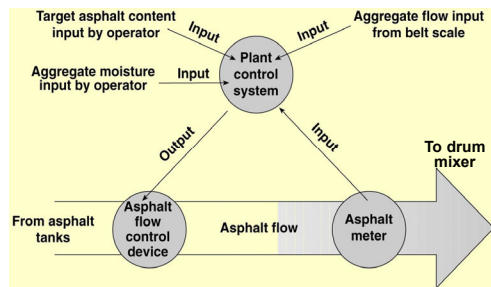 Target asphalt content
input by operator
Input
Input
Aggregate flow input
from belt scale
Plant
control
system
Aggregate moisture
input by operator
Input
Output
Input
To drum
mixer
From asphalt
tanks
Asphalt
flow
control
device
Asphalt flow
Asphalt
meter